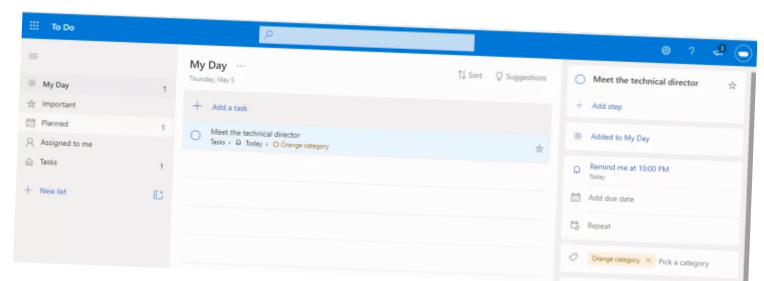 To Do
3
My Day 1
Important
Planned 1
Assigned to me
Tasks 1
New list
My Day ...
Thursday, May 5
Sort Suggestions
Add a task
Meet the technical director
Tasks • Today • Orange category
Meet the technical director
Add step
Added to My Day
Remind me at 10:00 PM
Today
Add due date
Repeat
Orange category × Pick a category